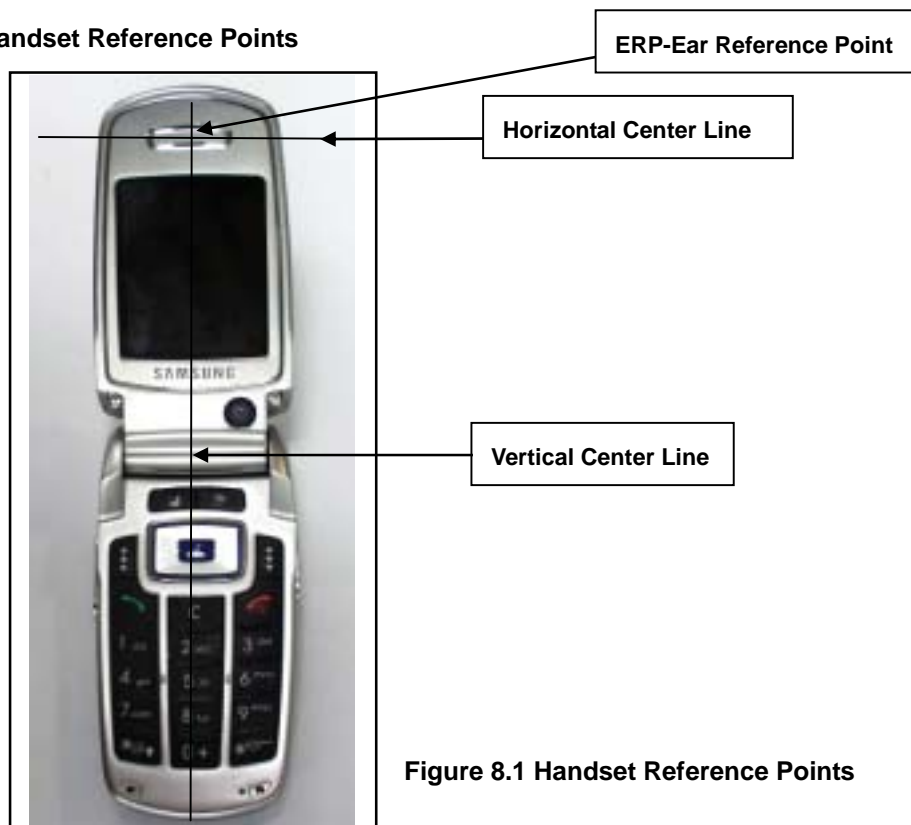 andset Reference Points
ERP-Ear Reference Point
Horizontal Center Line
SAMSUNG
Vertical Center Line
C
1
2
3
4
5
6
7
8
9
0 +
Figure 8.1 Handset Reference Points